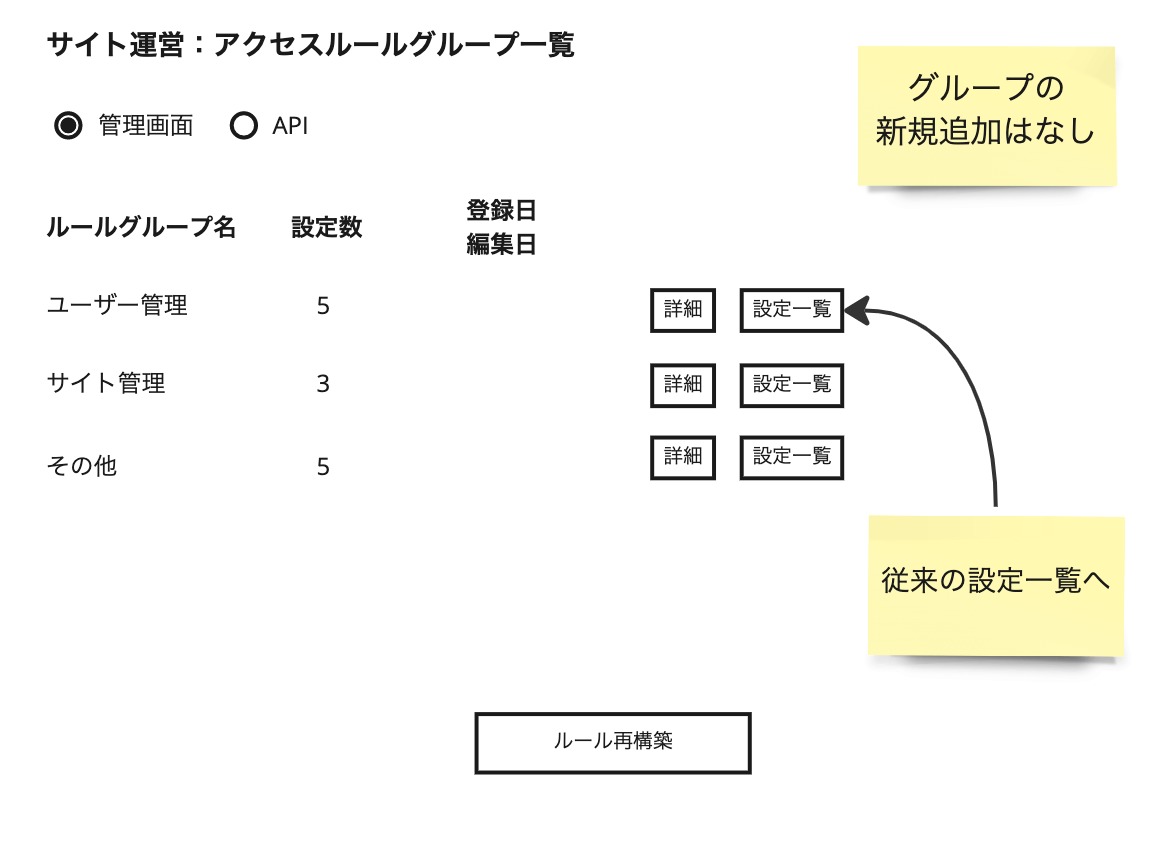 サイト運営：アクセスルールグループ一覧
グループの
新規追加はなし
管理画面 API
ルールグループ名 設定数 登録日
編集日
ユーザー管理 5 詳細 設定一覧
サイト管理 3 詳細 設定一覧
その他 5 詳細 設定一覧
従来の設定一覧へ
ルール再構築